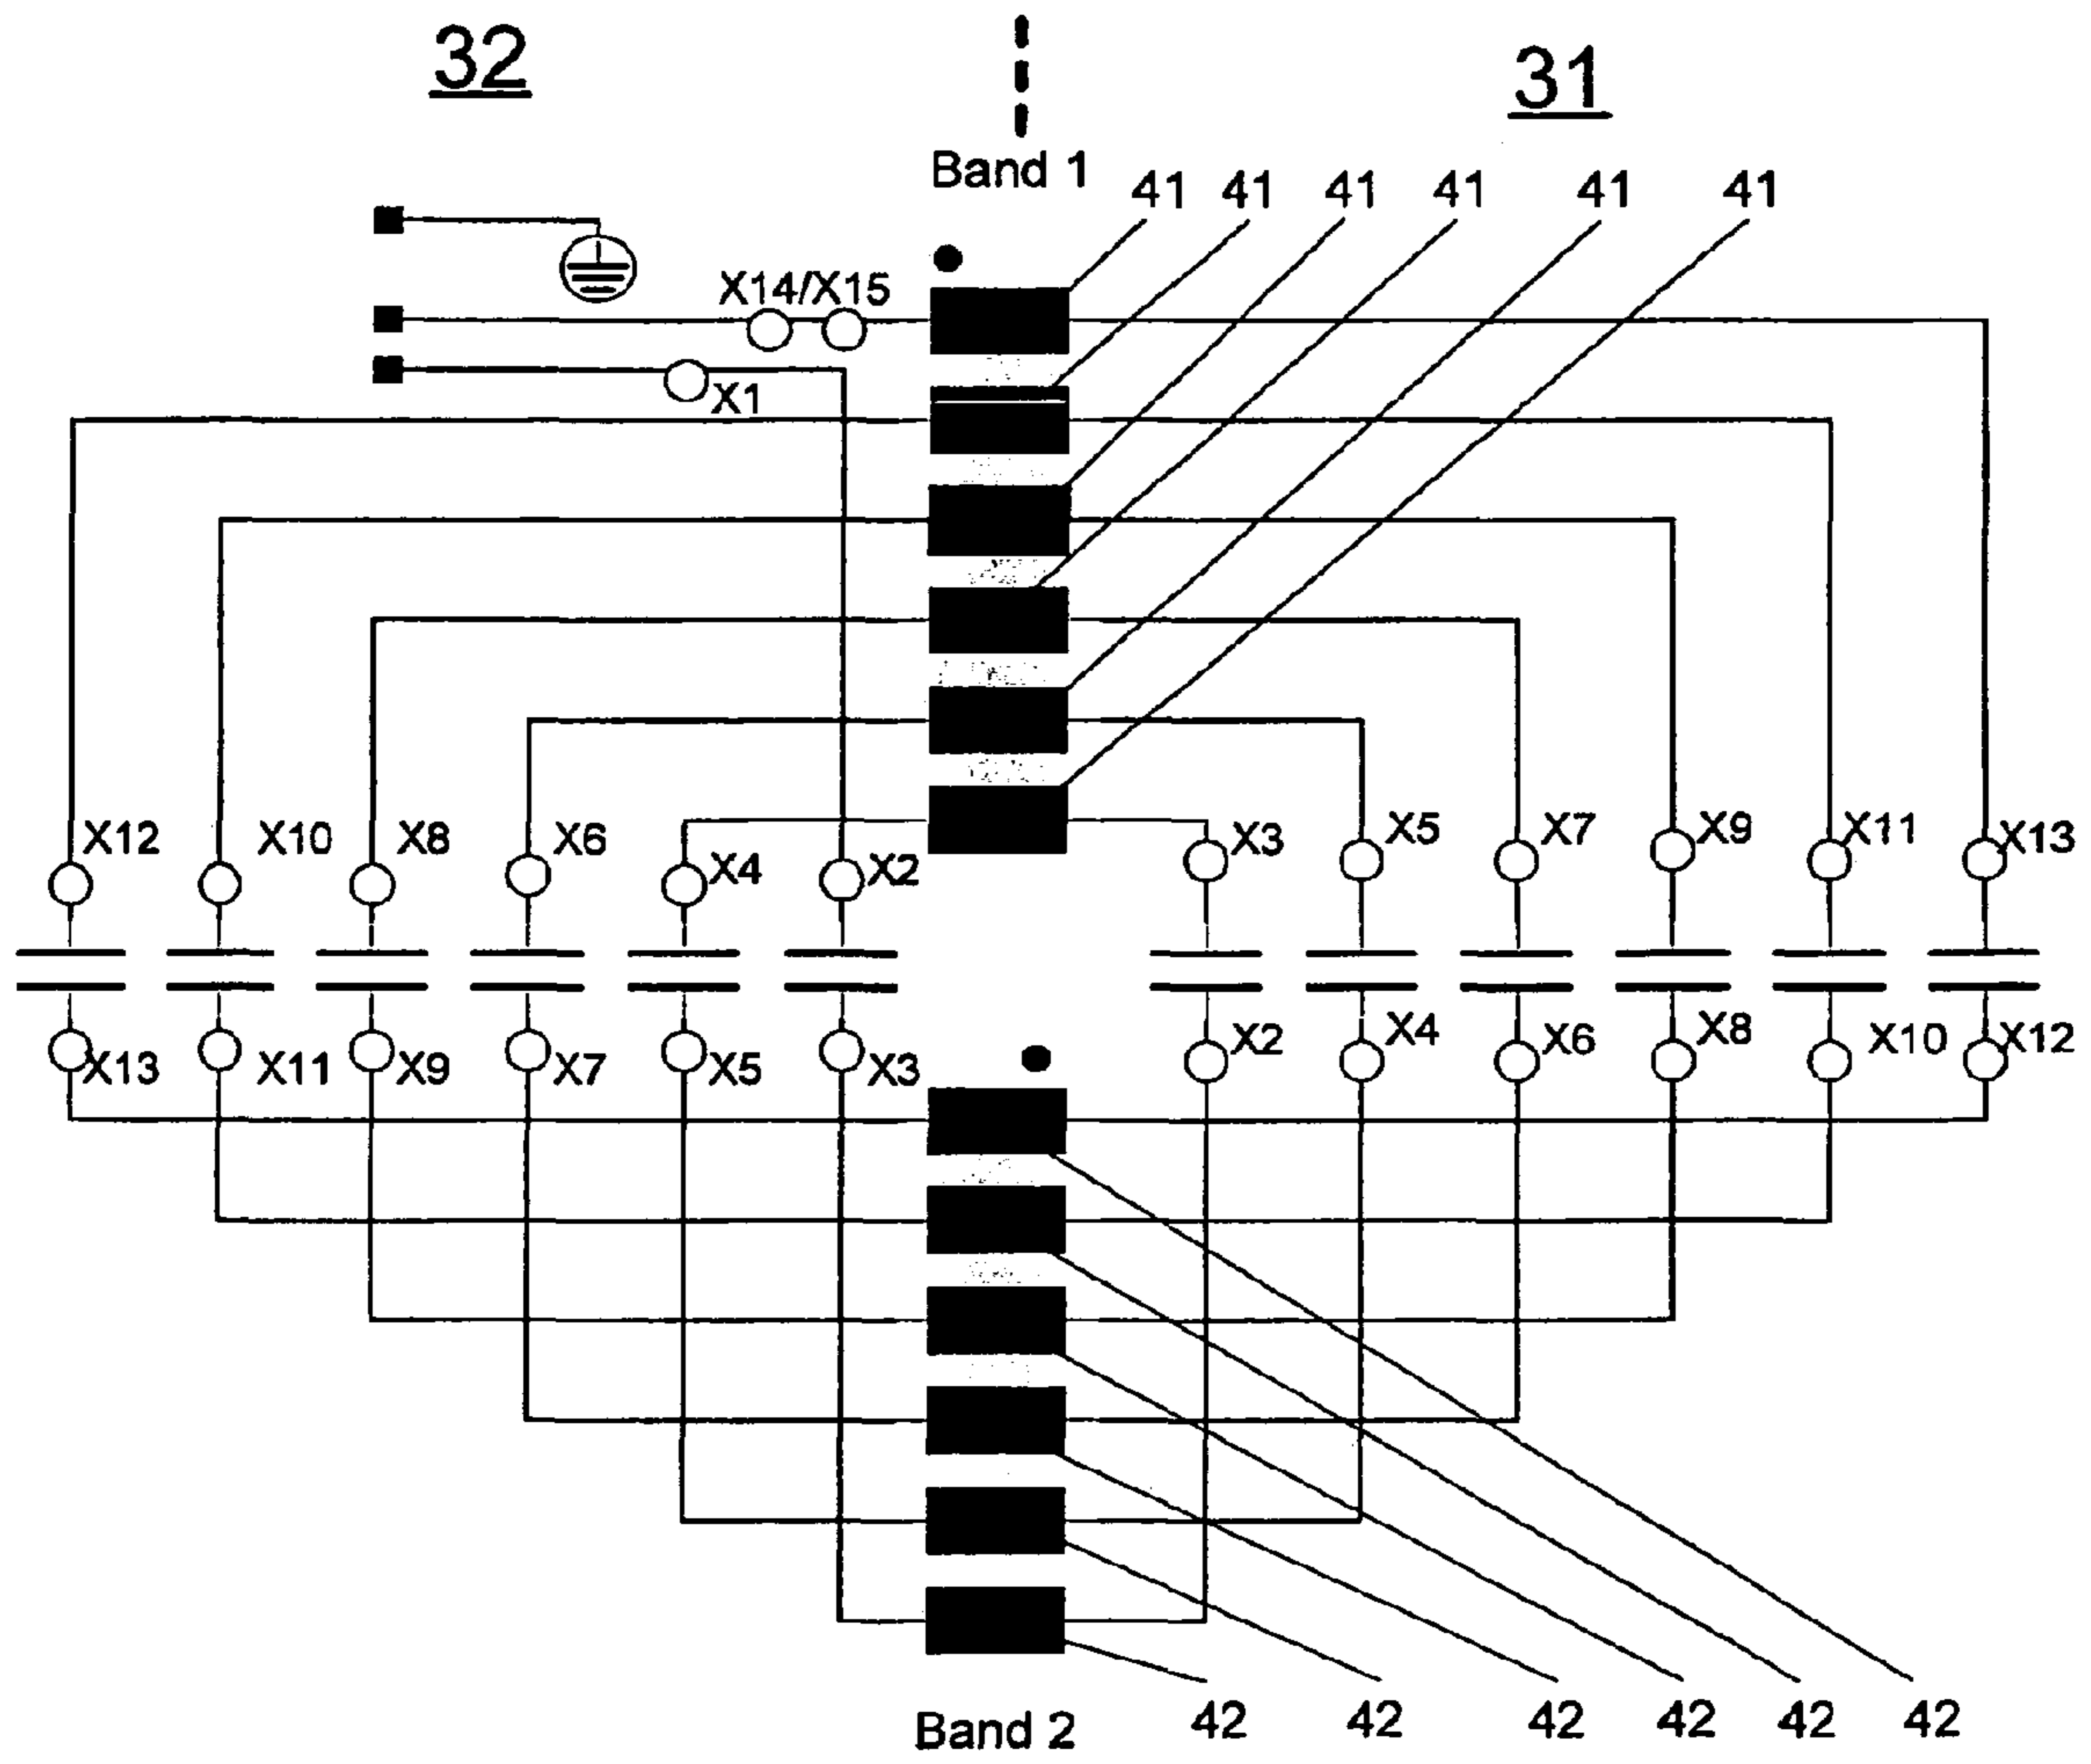 32
31
Band 1
41 41 41 41 41 41
X14/X15
X1
X12 X10 X8 X6 X4 X2 X3 X5 X7 X9 X11 X13
X13 X11 X9 X7 X5 X3 X2 X4 X6 X8 X10 X12
Band 2
42 42 42 42 42 42